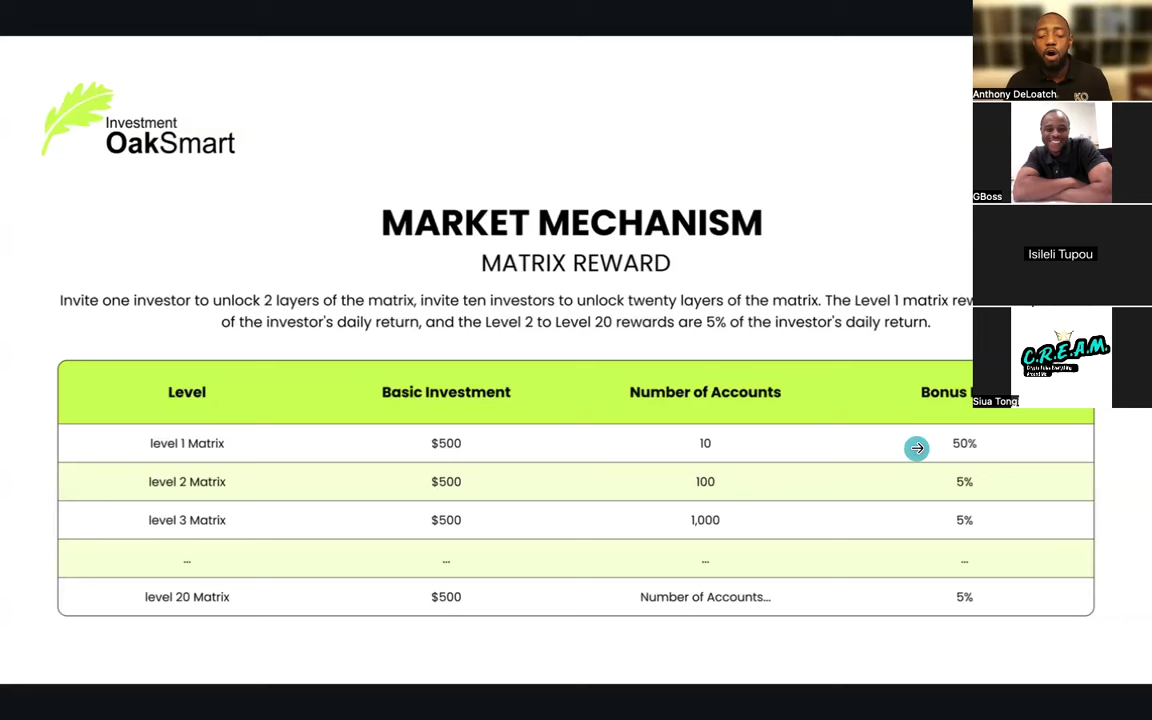 Investment
OakSmart
MARKET MECHANISM
MATRIX REWARD
Invite one investor to unlock 2 layers of the matrix, invite ten investors to unlock twenty layers of the matrix. The Level 1 matrix
of the investor's daily return, and the Level 2 to Level 20 rewards are 5% of the investor's daily return.
Level Basic Investment Number of Accounts Bonus
level 1 Matrix $500 10 50%
level 2 Matrix $500 100 5%
level 3 Matrix $500 1,000 5%
... ... ... ...
level 20 Matrix $500 Number of Accounts... 5%
KO
Anthony DeLoatch
GBoss
Isileli Tupou
C.R.E.A.M.
Siua Tong